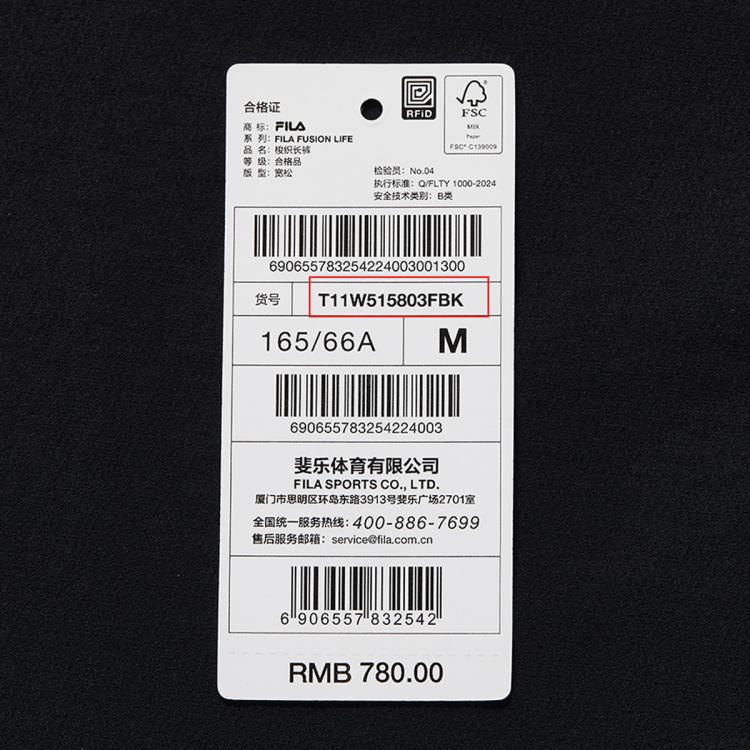 合格证
商 标: FILA
系 列: FILA FUSION LIFE
品 名: 梭织长裤
等 级: 合格品
版 型: 宽松
RFiD
FSC
MIX
Paper
FSC® C139009
检验员: No.04
执行标准: Q/FLTY 1000-2024
安全技术类别: B类
690655783254224003001300
货号 T11W515803FBK
165/66A M
690655783254224003
斐乐体育有限公司
FILA SPORTS CO., LTD.
厦门市思明区环岛东路3913号斐乐广场2701室
全国统一服务热线: 400-886-7699
售后服务邮箱: service@fila.com.cn
6 906557 832542
RMB 780.00